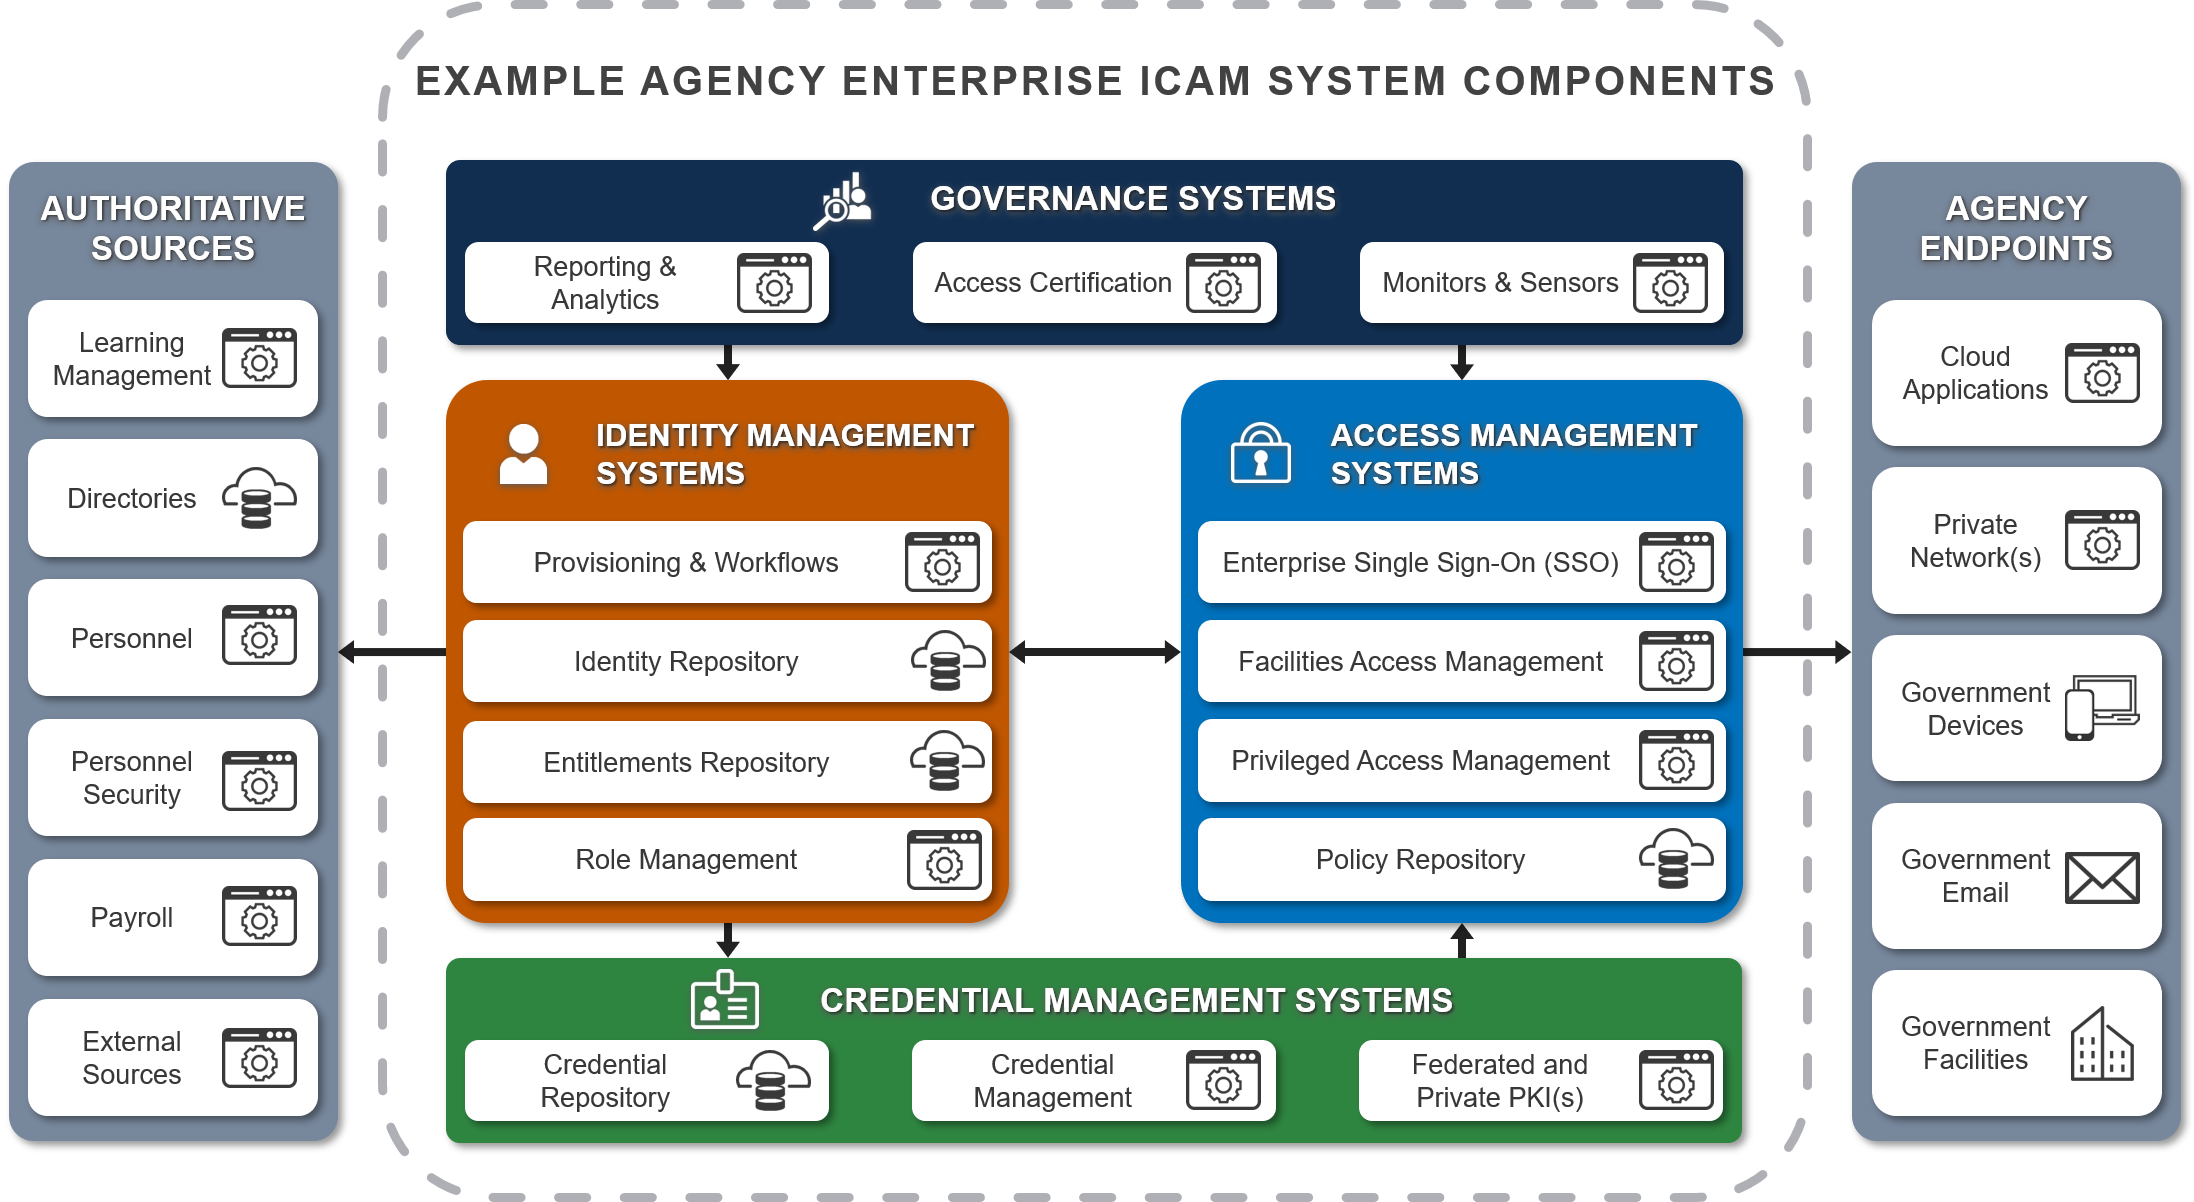 EXAMPLE AGENCY ENTERPRISE ICAM SYSTEM COMPONENTS
AUTHORITATIVE
SOURCES
Learning
Management
Directories
Personnel
Personnel
Security
Payroll
External
Sources
GOVERNANCE SYSTEMS
Reporting &
Analytics
Access Certification
Monitors & Sensors
IDENTITY MANAGEMENT
SYSTEMS
Provisioning & Workflows
Identity Repository
Entitlements Repository
Role Management
ACCESS MANAGEMENT
SYSTEMS
Enterprise Single Sign-On (SSO)
Facilities Access Management
Privileged Access Management
Policy Repository
CREDENTIAL MANAGEMENT SYSTEMS
Credential
Repository
Credential
Management
Federated and
Private PKI(s)
AGENCY
ENDPOINTS
Cloud
Applications
Private
Network(s)
Government
Devices
Government
Email
Government
Facilities